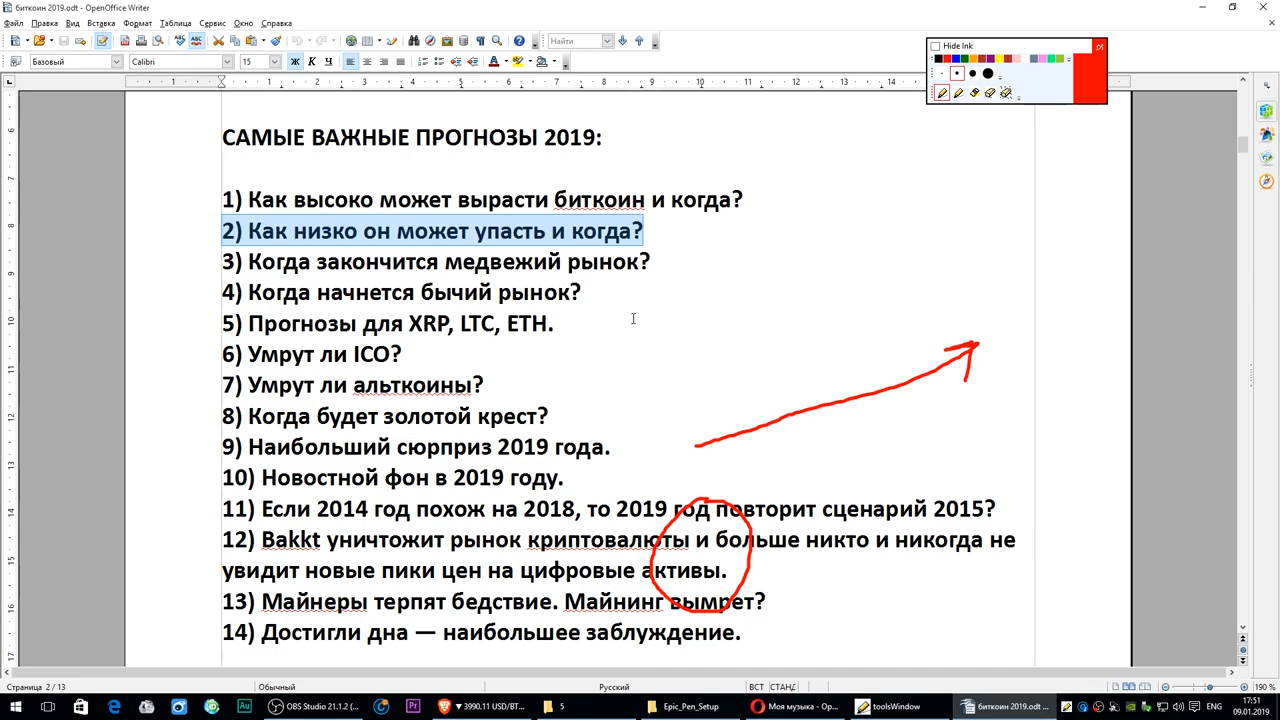 биткоин 2019.odt - OpenOffice Writer
Файл Правка Вид Вставка Формат Таблица Сервис Окно Справка
Найти
Hide Ink
Базовый Calibri 15 Ж К Ч
САМЫЕ ВАЖНЫЕ ПРОГНОЗЫ 2019:
1) Как высоко может вырасти биткоин и когда?
2) Как низко он может упасть и когда?
3) Когда закончится медвежий рынок?
4) Когда начнется бычий рынок?
5) Прогнозы для XRP, LTC, ETH.
6) Умрут ли ICO?
7) Умрут ли альткоины?
8) Когда будет золотой крест?
9) Наибольший сюрприз 2019 года.
10) Новостной фон в 2019 году.
11) Если 2014 год похож на 2018, то 2019 год повторит сценарий 2015?
12) Bakkt уничтожит рынок криптовалюты и больше никто и никогда не
увидит новые пики цен на цифровые активы.
13) Майнеры терпят бедствие. Майнинг вымрет?
14) Достигли дна — наибольшее заблуждение.
Страница 2 / 13 Обычный Русский ВСТ СТАНД 190 %
Au OBS Studio 21.1.2 (... Pr 3990.11 USD/BT... 5 Epic_Pen_Setup Моя музыка - Op... toolsWindow биткоин 2019.odt ... 17:51
09.01.2019